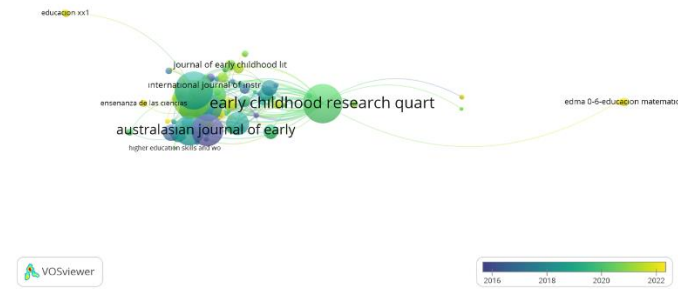 educacion xx1
journal of early childhood lit
international journal of instr
ensenanza de las ciencias
early childhood research quart
edma 0-6-educacion matematic
australasian journal of early
higher education skills and wo
VOSviewer
2016 2018 2020 2022